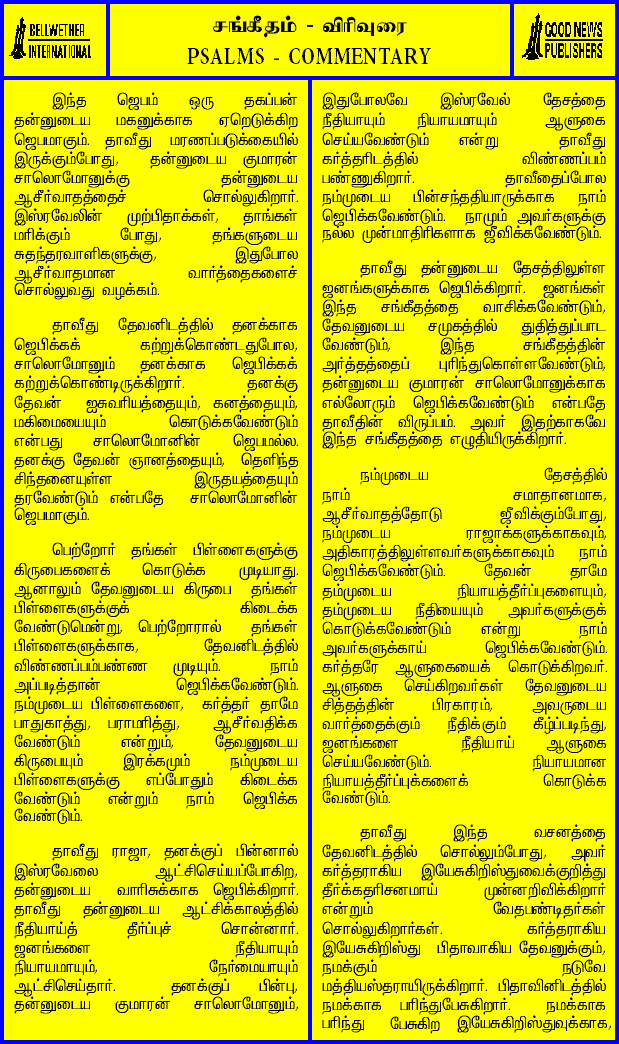 BELLWETHER
INTERNATIONAL
சங்கீதம் - விரிவுரை
PSALMS - COMMENTARY
GOOD NEWS
PUBLISHERS
இந்த ஜெபம் ஒரு தகப்பன்
தன்னுடைய மகனுக்காக ஏறெடுக்கிற
ஜெபமாகும். தாவீது மரணப்படுக்கையில்
இருக்கும்போது, தன்னுடைய குமாரன்
சாலொமோனுக்கு தன்னுடைய
ஆசீர்வாதத்தைச் சொல்லுகிறார்.
இஸ்ரவேலின் முற்பிதாக்கள், தாங்கள்
மரிக்கும் போது, தங்களுடைய
சுதந்தரவாளிகளுக்கு, இதுபோல
ஆசீர்வாதமான வார்த்தைகளைச்
சொல்லுவது வழக்கம்.
தாவீது தேவனிடத்தில் தனக்காக
ஜெபிக்கக் கற்றுக்கொண்டதுபோல,
சாலொமோனும் தனக்காக ஜெபிக்கக்
கற்றுக்கொண்டிருக்கிறார். தனக்கு
தேவன் ஐசுவரியத்தையும், கனத்தையும்,
மகிமையையும் கொடுக்கவேண்டும்
என்பது சாலொமோனின் ஜெபமல்ல.
தனக்கு தேவன் ஞானத்தையும், தெளிந்த
சிந்தனையுள்ள இருதயத்தையும்
தரவேண்டும் என்பதே சாலொமோனின்
ஜெபமாகும்.
பெற்றோர் தங்கள் பிள்ளைகளுக்கு
கிருபைகளைக் கொடுக்க முடியாது.
ஆனாலும் தேவனுடைய கிருபை தங்கள்
பிள்ளைகளுக்குக் கிடைக்க
வேண்டுமென்று, பெற்றோரால் தங்கள்
பிள்ளைகளுக்காக, தேவனிடத்தில்
விண்ணப்பம்பண்ண முடியும். நாம்
அப்படித்தான் ஜெபிக்கவேண்டும்.
நம்முடைய பிள்ளைகளை, கர்த்தர் தாமே
பாதுகாத்து, பராமரித்து, ஆசீர்வதிக்க
வேண்டும் என்றும், தேவனுடைய
கிருபையும் இரக்கமும் நம்முடைய
பிள்ளைகளுக்கு எப்போதும் கிடைக்க
வேண்டும் என்றும் நாம் ஜெபிக்க
வேண்டும்.
தாவீது ராஜா, தனக்குப் பின்னால்
இஸ்ரவேலை ஆட்சிசெய்யப்போகிற,
தன்னுடைய வாரிசுக்காக ஜெபிக்கிறார்.
தாவீது தன்னுடைய ஆட்சிக்காலத்தில்
நீதியாய்த் தீர்ப்புச் சொன்னார்.
ஜனங்களை நீதியாயும்
நியாயமாயும், நேர்மையாயும்
ஆட்சிசெய்தார். தனக்குப் பின்பு,
தன்னுடைய குமாரன் சாலொமோனும்,
இதுபோலவே இஸ்ரவேல் தேசத்தை
நீதியாயும் நியாயமாயும் ஆளுகை
செய்யவேண்டும் என்று தாவீது
கர்த்தரிடத்தில் விண்ணப்பம்
பண்ணுகிறார். தாவீதைப்போல
நம்முடைய பின்சந்ததியாருக்காக நாம்
ஜெபிக்கவேண்டும். நாமும் அவர்களுக்கு
நல்ல முன்மாதிரிகளாக ஜீவிக்கவேண்டும்.
தாவீது தன்னுடைய தேசத்திலுள்ள
ஜனங்களுக்காக ஜெபிக்கிறார். ஜனங்கள்
இந்த சங்கீதத்தை வாசிக்கவேண்டும்,
தேவனுடைய சமுகத்தில் துதித்துப்பாட
வேண்டும், இந்த சங்கீதத்தின்
அர்த்தத்தைப் புரிந்துகொள்ளவேண்டும்,
தன்னுடைய குமாரன் சாலொமோனுக்காக
எல்லோரும் ஜெபிக்கவேண்டும் என்பதே
தாவீதின் விருப்பம். அவர் இதற்காகவே
இந்த சங்கீதத்தை எழுதியிருக்கிறார்.
நம்முடைய தேசத்தில்
நாம் சமாதானமாக,
ஆசீர்வாதத்தோடு ஜீவிக்கும்போது,
நம்முடைய ராஜாக்களுக்காகவும்,
அதிகாரத்திலுள்ளவர்களுக்காகவும் நாம்
ஜெபிக்கவேண்டும். தேவன் தாமே
தம்முடைய நியாயத்தீர்ப்புகளையும்,
தம்முடைய நீதியையும் அவர்களுக்குக்
கொடுக்கவேண்டும் என்று நாம்
அவர்களுக்காய் ஜெபிக்கவேண்டும்.
கர்த்தரே ஆளுகையைக் கொடுக்கிறவர்.
ஆளுகை செய்கிறவர்கள் தேவனுடைய
சித்தத்தின் பிரகாரம், அவருடைய
வார்த்தைக்கும் நீதிக்கும் கீழ்ப்படிந்து,
ஜனங்களை நீதியாய் ஆளுகை
செய்யவேண்டும். நியாயமான
நியாயத்தீர்ப்புக்களைக் கொடுக்க
வேண்டும்.
தாவீது இந்த வசனத்தை
தேவனிடத்தில் சொல்லும்போது, அவர்
கர்த்தராகிய இயேசுகிறிஸ்துவைக்குறித்து
தீர்க்கதரிசனமாய் முன்னறிவிக்கிறார்
என்றும் வேதபண்டிதர்கள்
சொல்லுகிறார்கள். கர்த்தராகிய
இயேசுகிறிஸ்து பிதாவாகிய தேவனுக்கும்,
நமக்கும் நடுவே
மத்தியஸ்தராயிருக்கிறார். பிதாவினிடத்தில்
நமக்காக பரிந்துபேசுகிறார். நமக்காக
பரிந்து பேசுகிற இயேசுகிறிஸ்துவுக்காக,